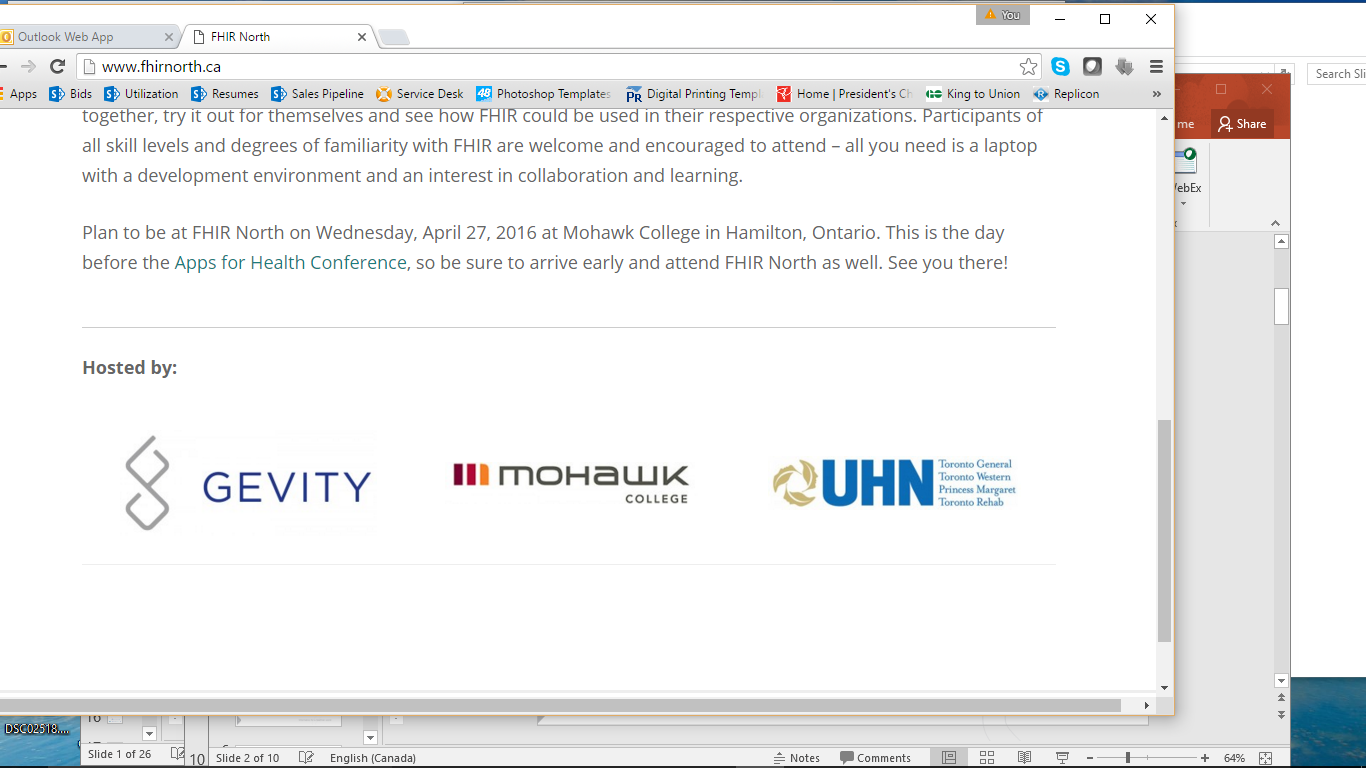 You
Outlook Web App
FHIR North
www.fhirnorth.ca
Search Sli
Apps Bids Utilization Resumes Sales Pipeline Service Desk Photoshop Templates Digital Printing Templ Home | President's Ch King to Union Replicon »
me Share
together, try it out for themselves and see how FHIR could be used in their respective organizations. Participants of
all skill levels and degrees of familiarity with FHIR are welcome and encouraged to attend – all you need is a laptop
with a development environment and an interest in collaboration and learning.
ebEx
Plan to be at FHIR North on Wednesday, April 27, 2016 at Mohawk College in Hamilton, Ontario. This is the day
before the Apps for Health Conference, so be sure to arrive early and attend FHIR North as well. See you there!
Hosted by:
GEVITY
mohawk
COLLEGE
UHN
Toronto General
Toronto Western
Princess Margaret
Toronto Rehab
DSC02518....
16
Slide 1 of 26
10
Slide 2 of 10
English (Canada)
Notes
Comments
64%